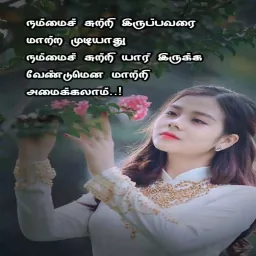 நம்மைச் சுற்றி இருப்பவரை
மாற்ற முடியாது
நம்மைச் சுற்றி யார் இருக்க
வேண்டுமென மாற்றி
அமைக்கலாம்..!